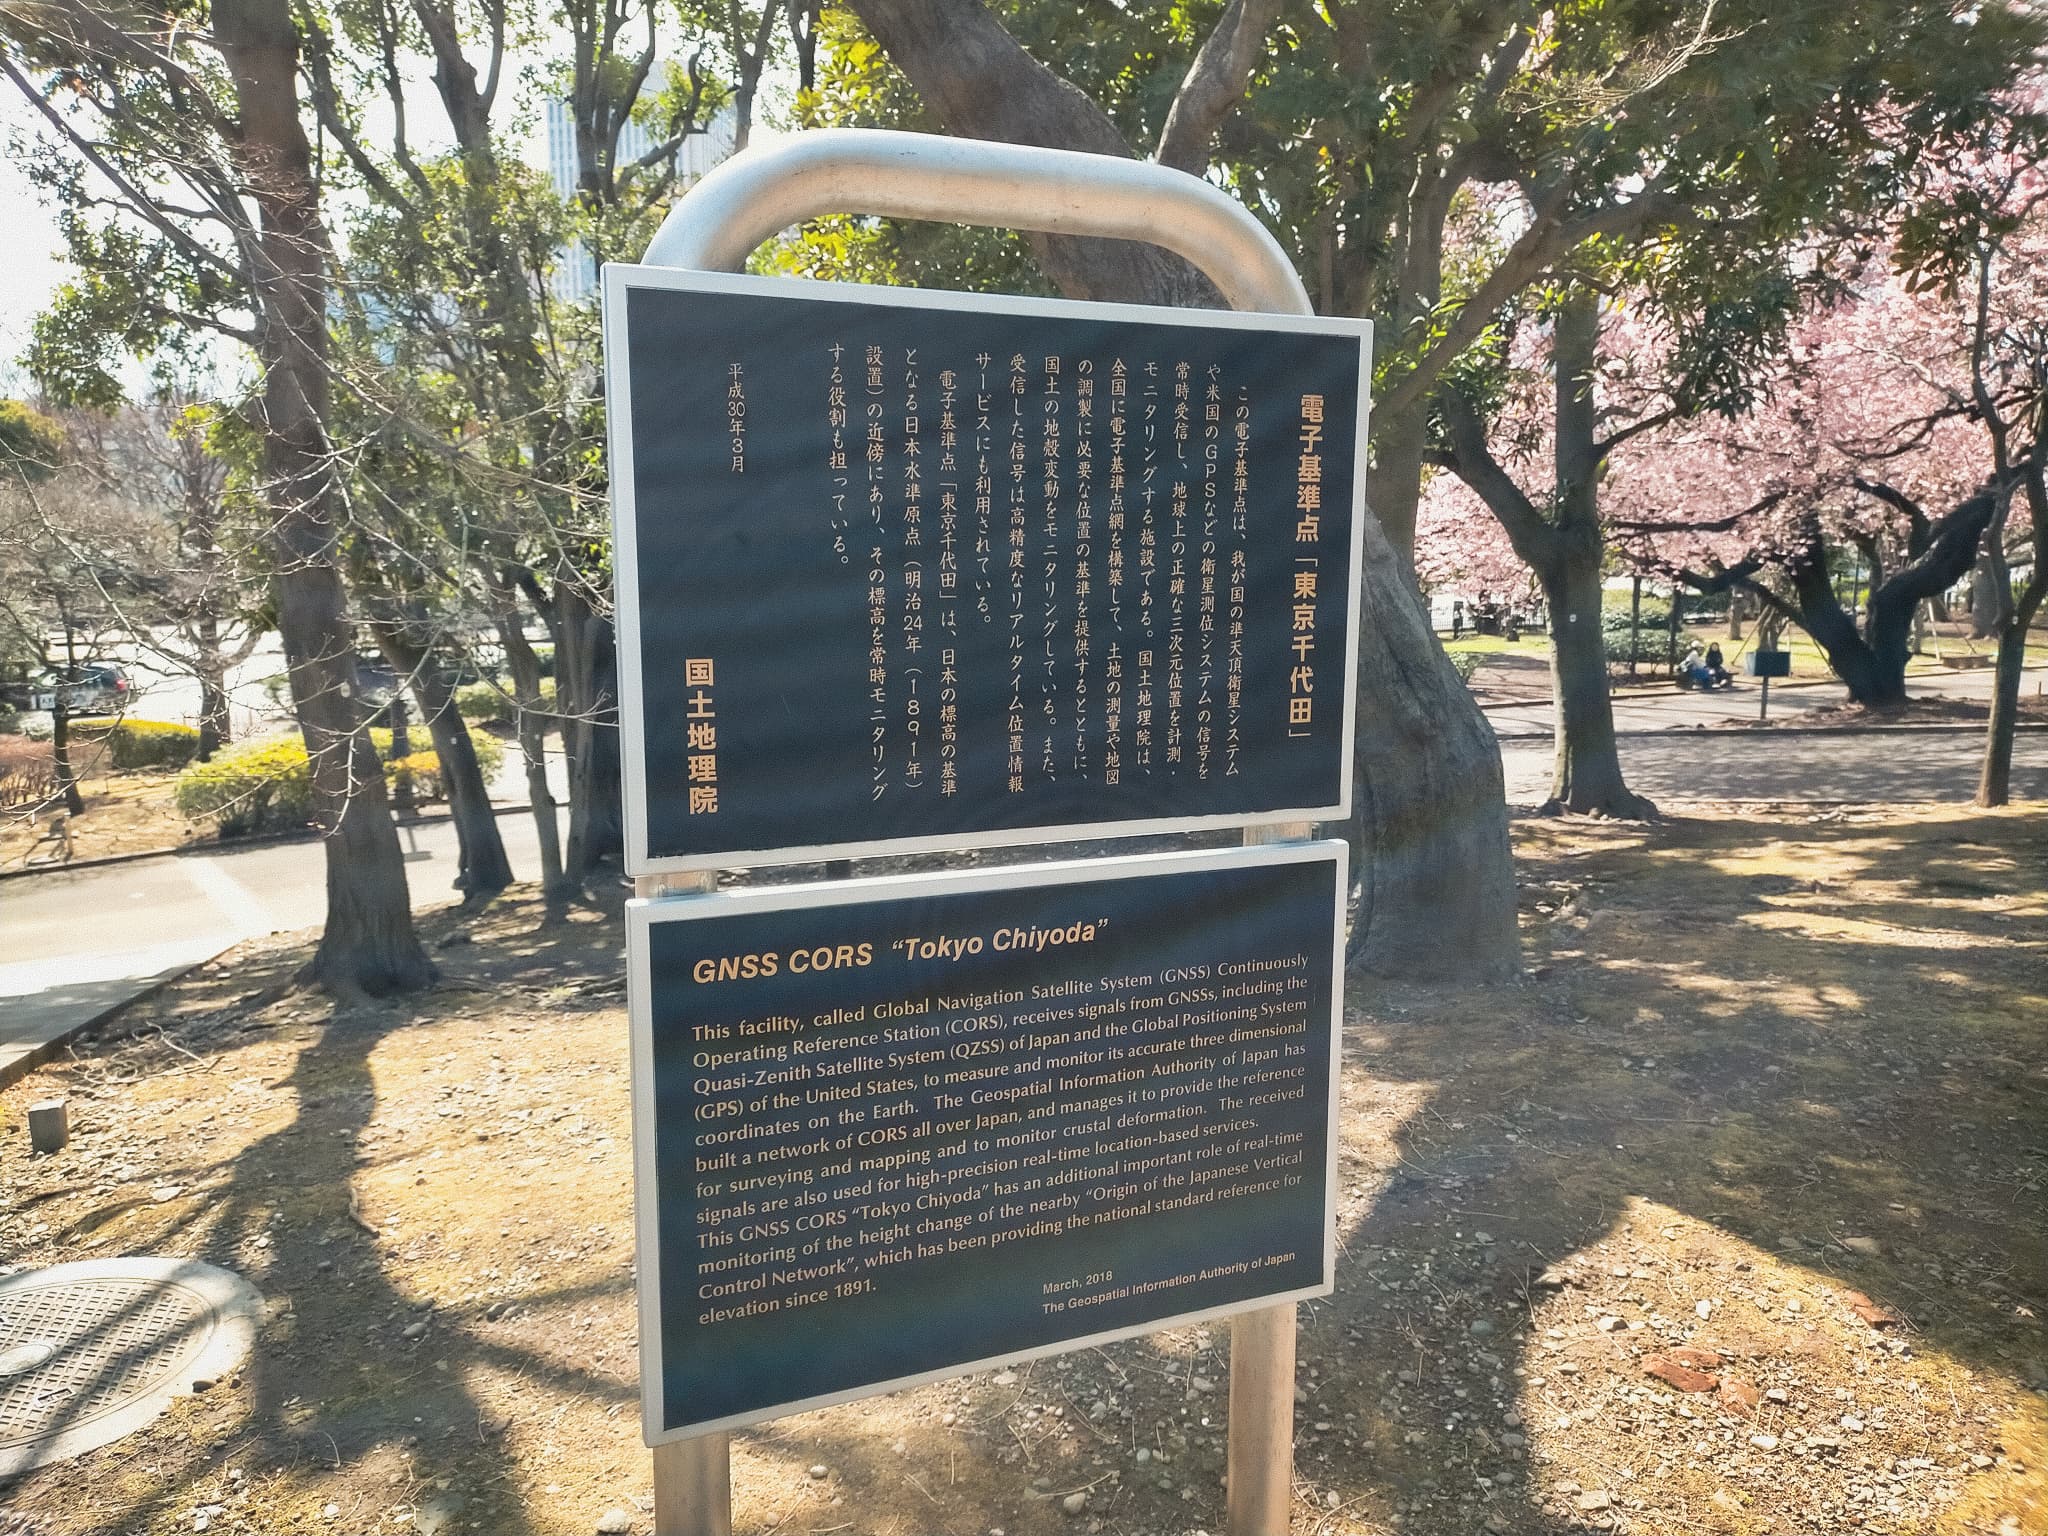 電子基準点「東京千代田」
この電子基準点は、我が国の準天頂衛星システム
や米国のGPSなどの衛星測位システムの信号を
常時受信し、地球上の正確な三次元位置を計測・
モニタリングする施設である。国土地理院は、
全国に電子基準点網を構築して、土地の測量や地図
の調製に必要な位置の基準を提供するとともに、
国土の地殻変動をモニタリングしている。また、
受信した信号は高精度なリアルタイム位置情報
サービスにも利用されている。
電子基準点「東京千代田」は、日本の標高の基準
となる日本水準原点（明治24年（1891年）
設置）の近傍にあり、その標高を常時モニタリング
する役割も担っている。
平成30年3月
国土地理院
GNSS CORS “Tokyo Chiyoda”
This facility, called Global Navigation Satellite System (GNSS) Continuously
Operating Reference Station (CORS), receives signals from GNSSs, including the
Quasi-Zenith Satellite System (QZSS) of Japan and the Global Positioning System
(GPS) of the United States, to measure and monitor its accurate three dimensional
coordinates on the Earth. The Geospatial Information Authority of Japan has
built a network of CORS all over Japan, and manages it to provide the reference
for surveying and mapping and to monitor crustal deformation. The received
signals are also used for high-precision real-time location-based services.
This GNSS CORS “Tokyo Chiyoda” has an additional important role of real-time
monitoring of the height change of the nearby “Origin of the Japanese Vertical
Control Network”, which has been providing the national standard reference for
elevation since 1891.
March, 2018
The Geospatial Information Authority of Japan